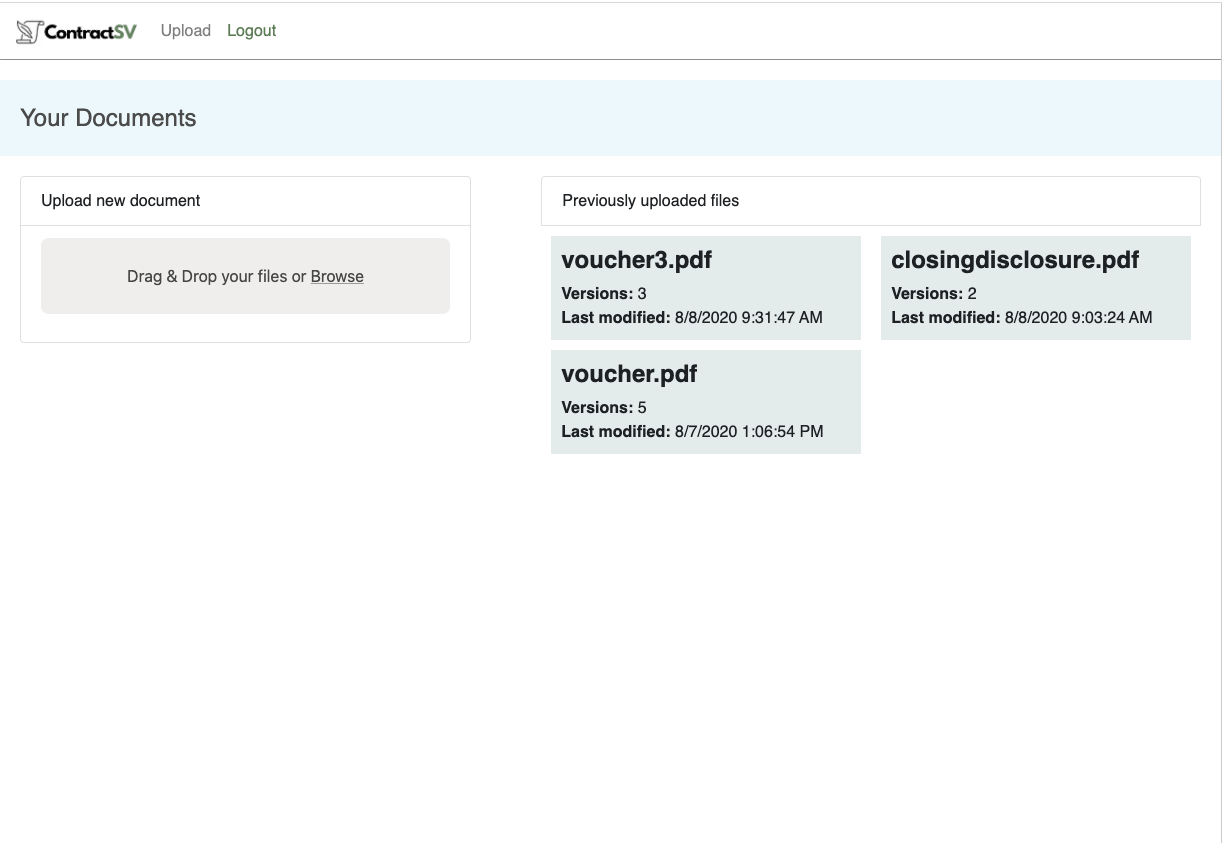 ContractSV Upload Logout
Your Documents
Upload new document
Drag & Drop your files or Browse
Previously uploaded files
voucher3.pdf
Versions: 3
Last modified: 8/8/2020 9:31:47 AM
closingdisclosure.pdf
Versions: 2
Last modified: 8/8/2020 9:03:24 AM
voucher.pdf
Versions: 5
Last modified: 8/7/2020 1:06:54 PM